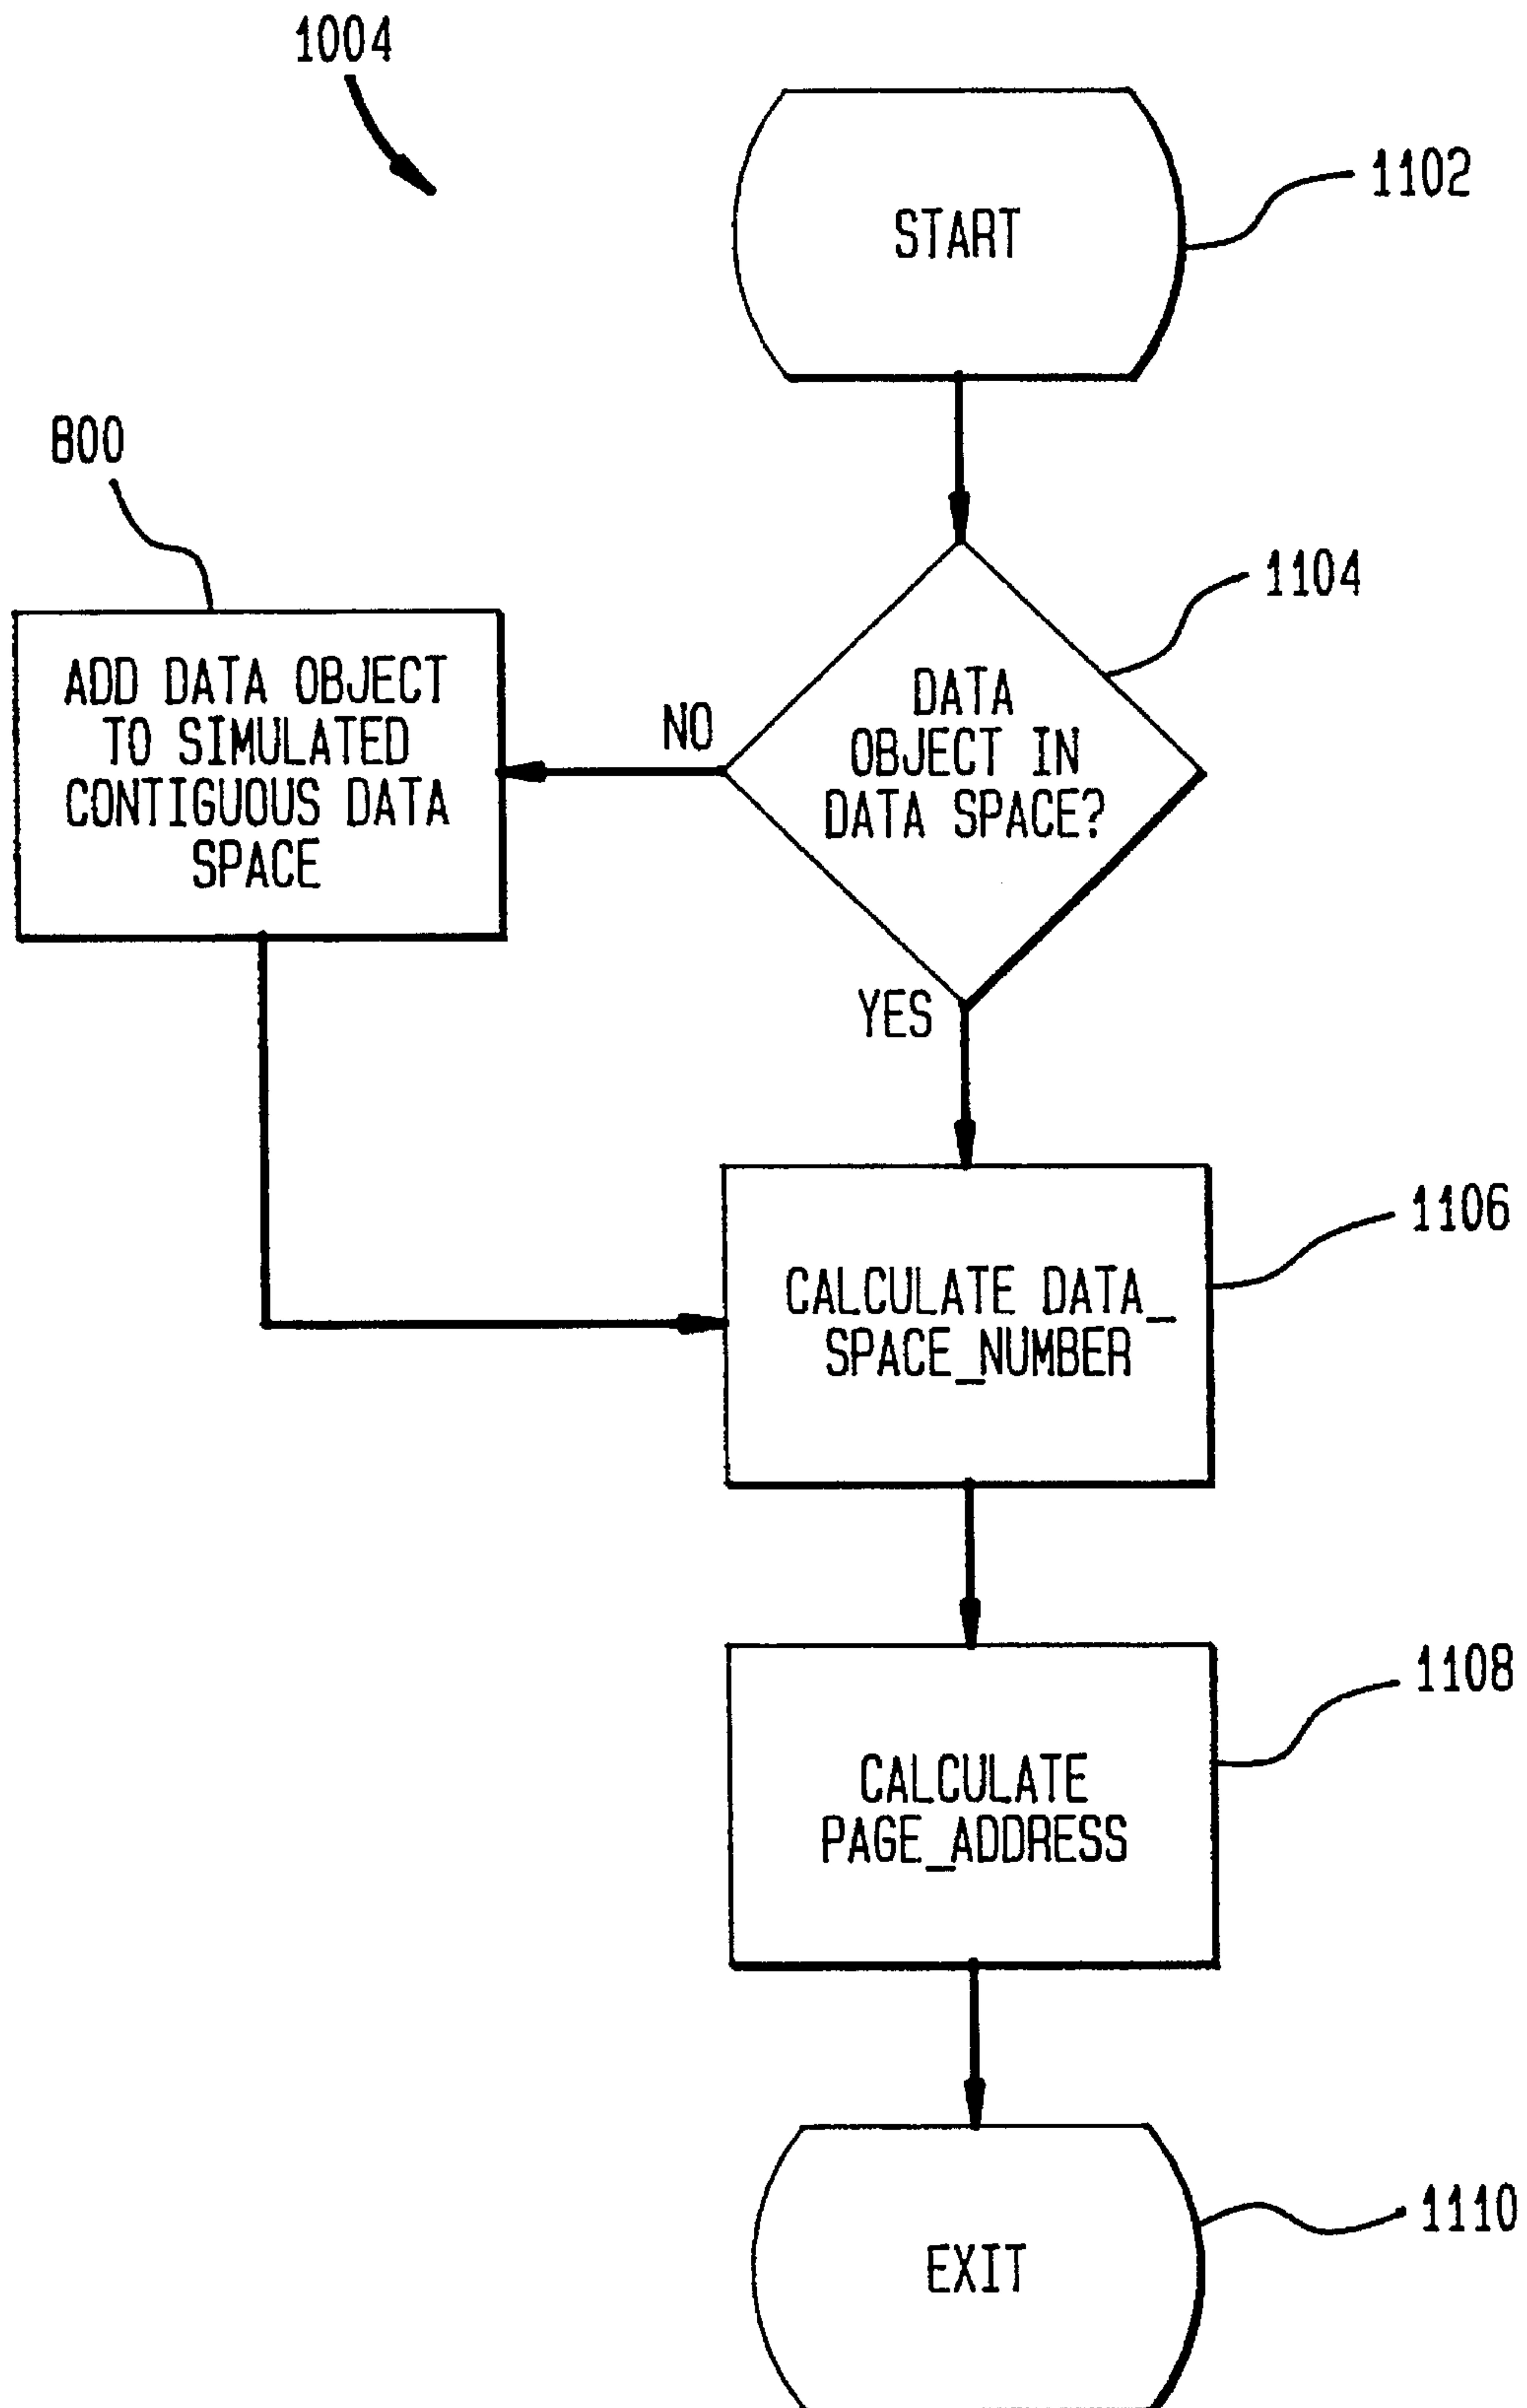 1004
1102
START
800
1104
ADD DATA OBJECT
TO SIMULATED
CONTIGUOUS DATA
SPACE
NO
DATA
OBJECT IN
DATA SPACE?
YES
1106
CALCULATE DATA_
SPACE_NUMBER
1108
CALCULATE
PAGE_ADDRESS
1110
EXIT